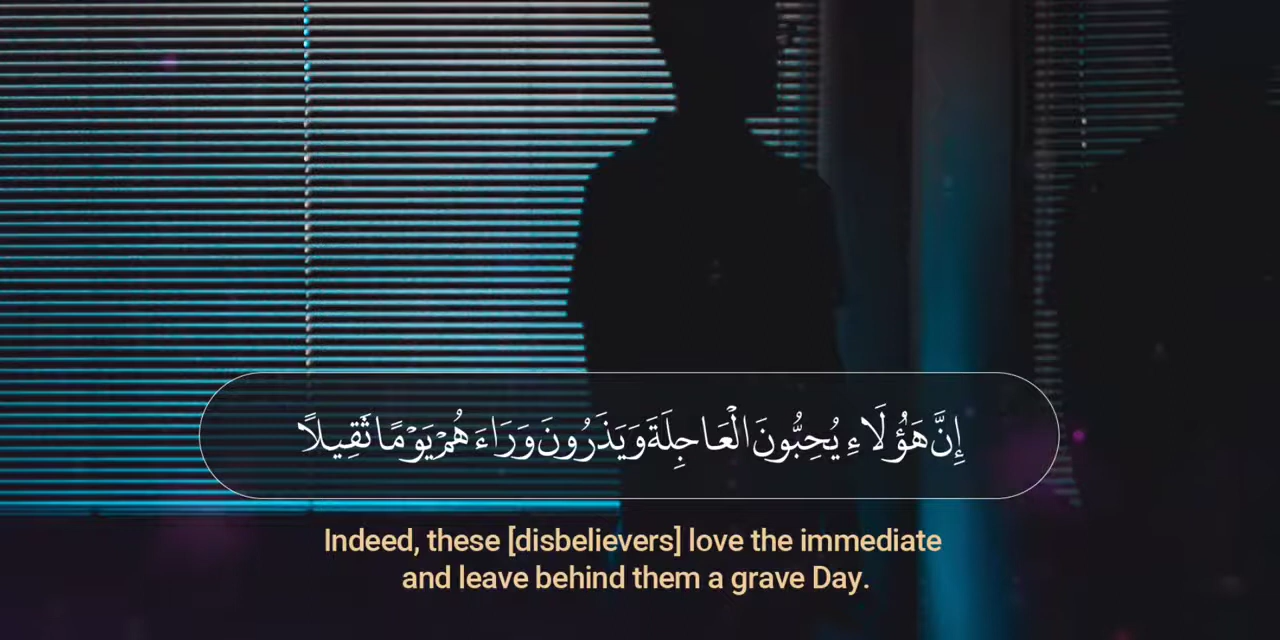 إِنَّ هَٰؤُلَاءِ يُحِبُّونَ الْعَاجِلَةَ وَيَذَرُونَ وَرَاءَهُمْ يَوْمًا ثَقِيلًا
Indeed, these [disbelievers] love the immediate
and leave behind them a grave Day.